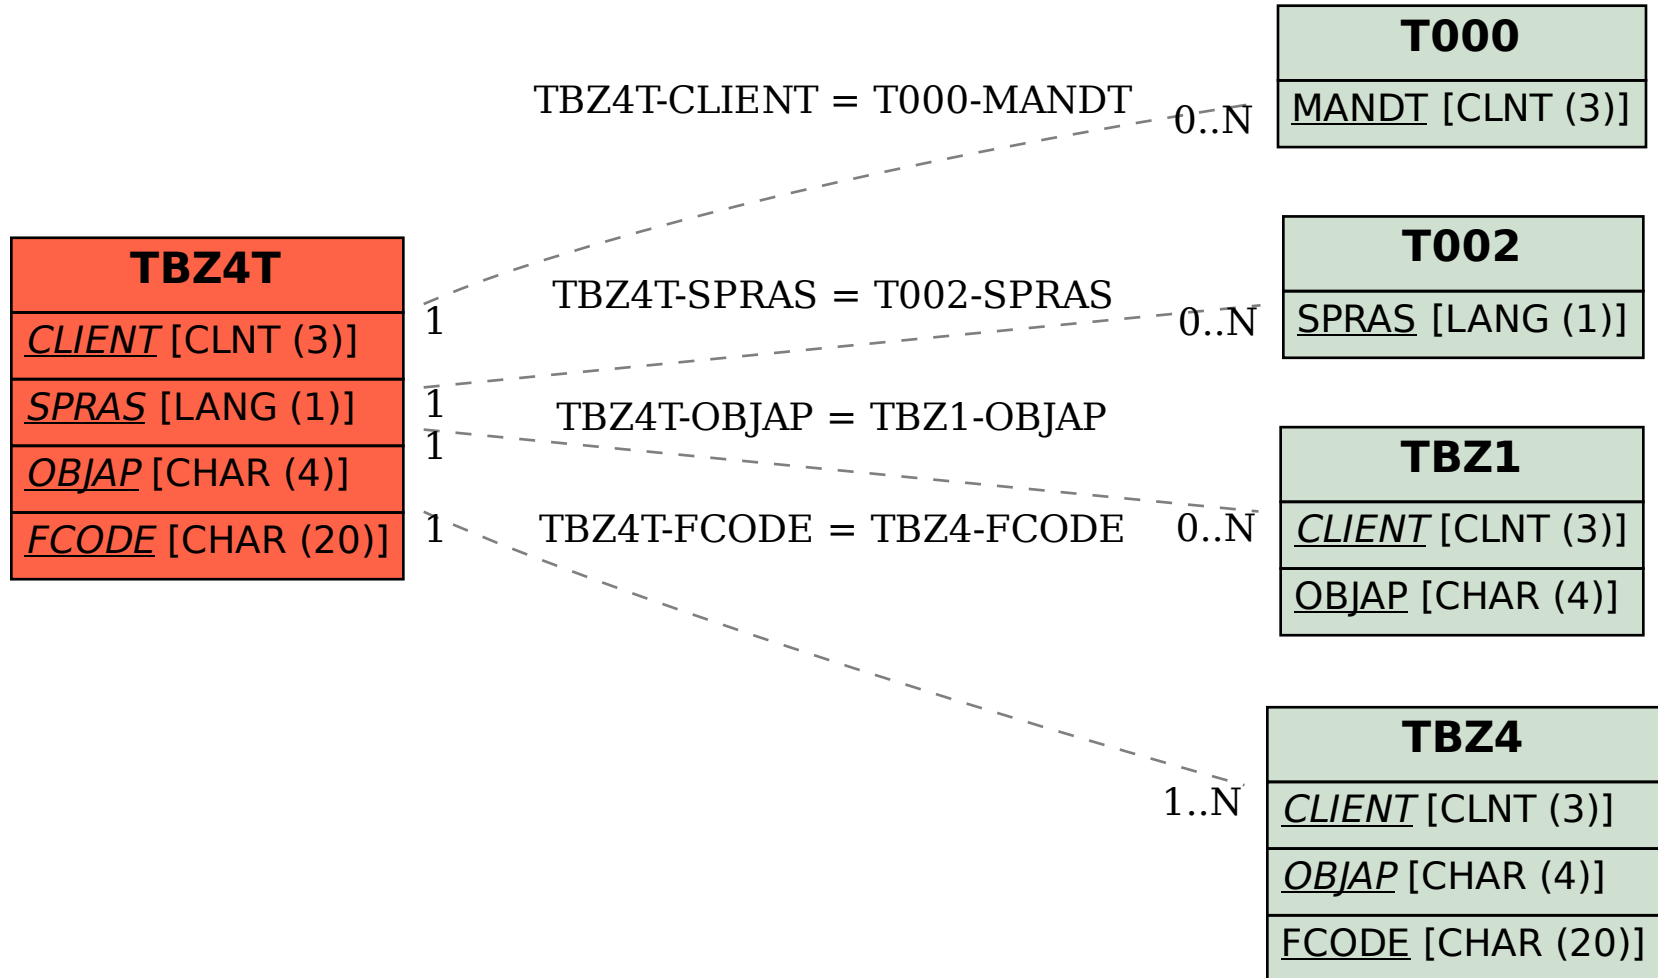 TBZ4T
CLIENT [CLNT (3)]
SPRAS [LANG (1)]
OBJAP [CHAR (4)]
FCODE [CHAR (20)]
TBZ4T-CLIENT = T000-MANDT
0..N
1
TBZ4T-SPRAS = T002-SPRAS
0..N
1
TBZ4T-OBJAP = TBZ1-OBJAP
1
0..N
TBZ4T-FCODE = TBZ4-FCODE
1
1..N
T000
MANDT [CLNT (3)]
T002
SPRAS [LANG (1)]
TBZ1
CLIENT [CLNT (3)]
OBJAP [CHAR (4)]
TBZ4
CLIENT [CLNT (3)]
OBJAP [CHAR (4)]
FCODE [CHAR (20)]